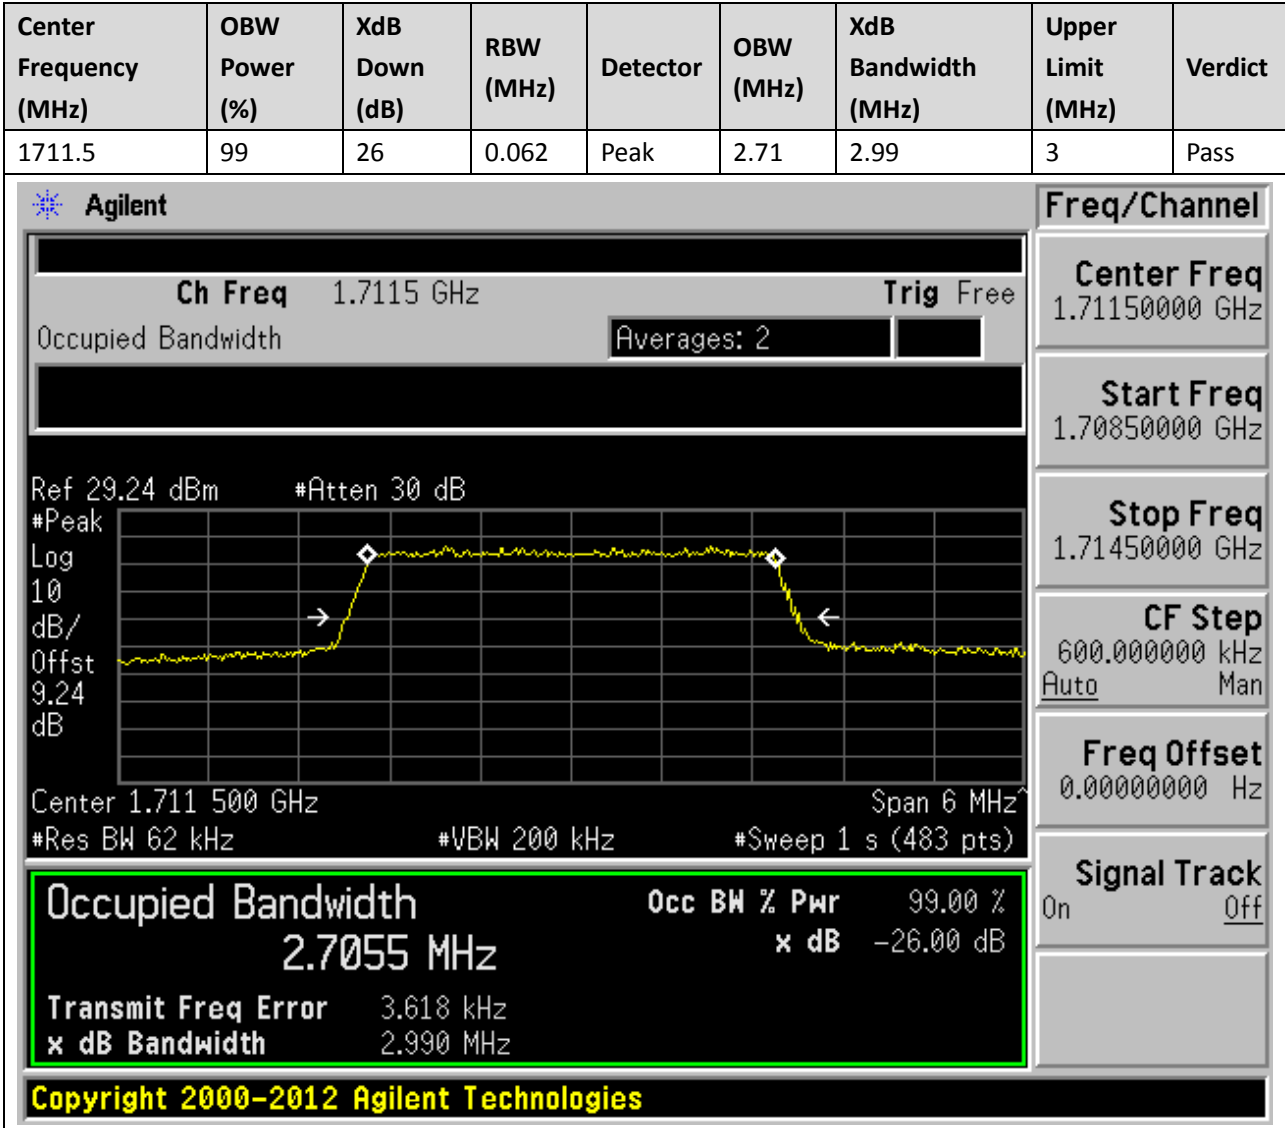 Center Frequency (MHz) OBW Power (%) XdB Down (dB) RBW (MHz) Detector OBW (MHz) XdB Bandwidth (MHz) Upper Limit (MHz) Verdict
1711.5 99 26 0.062 Peak 2.71 2.99 3 Pass
Agilent
Freq/Channel
Ch Freq 1.7115 GHz Trig Free
Occupied Bandwidth Averages: 2
Center Freq
1.71150000 GHz
Start Freq
1.70850000 GHz
Stop Freq
1.71450000 GHz
CF Step
600.000000 kHz
Auto Man
Freq Offset
0.00000000 Hz
Signal Track
On Off
Ref 29.24 dBm #Atten 30 dB
#Peak
Log
10
dB/
Offst
9.24
dB
Center 1.711 500 GHz Span 6 MHz^
#Res BW 62 kHz #VBW 200 kHz #Sweep 1 s (483 pts)
Occupied Bandwidth Occ BW % Pwr 99.00 %
2.7055 MHz x dB -26.00 dB
Transmit Freq Error 3.618 kHz
x dB Bandwidth 2.990 MHz
Copyright 2000-2012 Agilent Technologies